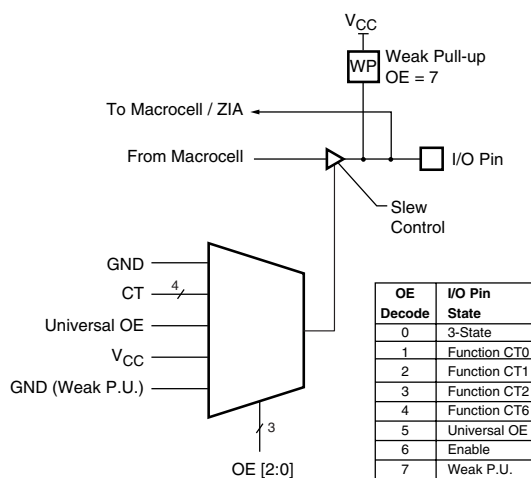 VCC
WP
Weak Pull-up
OE = 7
To Macrocell / ZIA
From Macrocell
I/O Pin
Slew
Control
GND
CT
4
Universal OE
VCC
GND (Weak P.U.)
3
OE [2:0]
OE Decode I/O Pin State
0 3-State
1 Function CT0
2 Function CT1
3 Function CT2
4 Function CT6
5 Universal OE
6 Enable
7 Weak P.U.